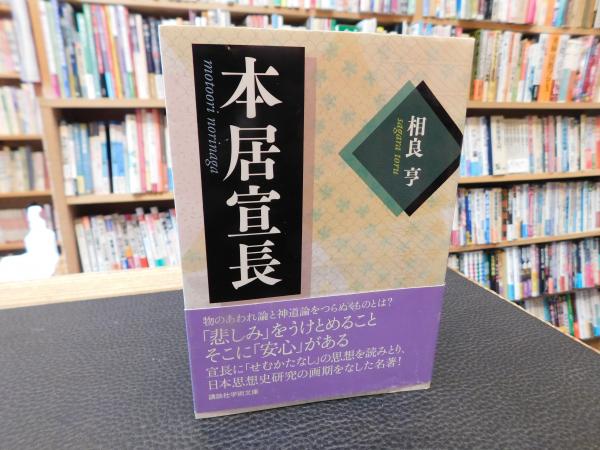 本居宣長
motoori norinaga
相良 亨
sagara toru
物のあわれ論と神道論をつらぬくものとは？
「悲しみ」をうけとめること
そこに「安心」がある
宣長に「せむかたなし」の思想を読みとり、
日本思想史研究の画期をなした名著！
講談社学術文庫